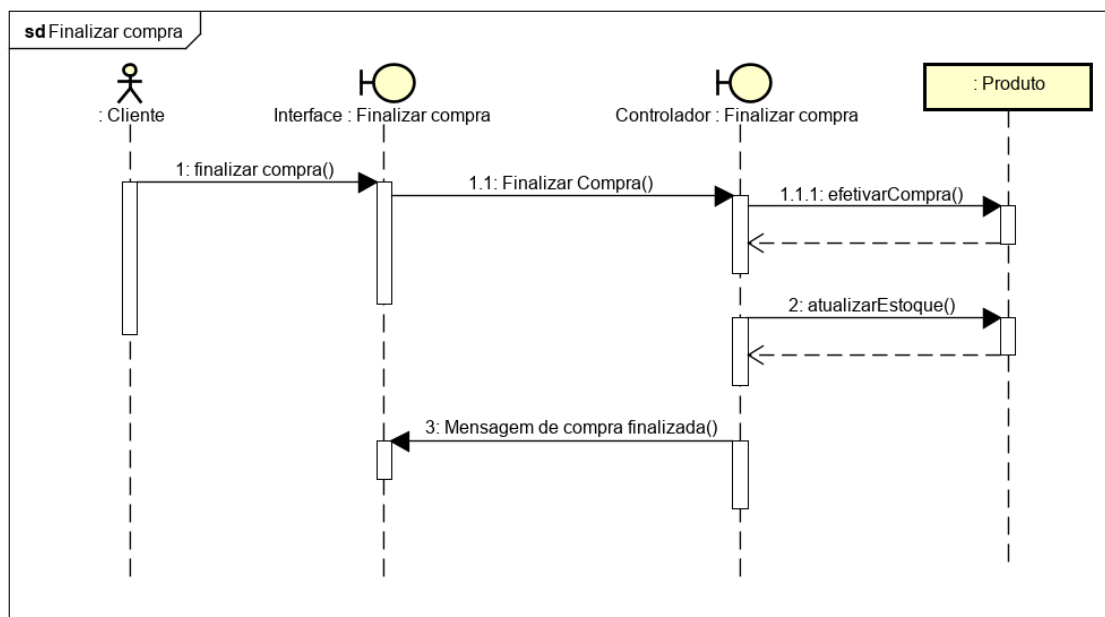 sd Finalizar compra
: Cliente
Interface : Finalizar compra
Controlador : Finalizar compra
: Produto
1: finalizar compra()
1.1: Finalizar Compra()
1.1.1: efetivarCompra()
2: atualizarEstoque()
3: Mensagem de compra finalizada()